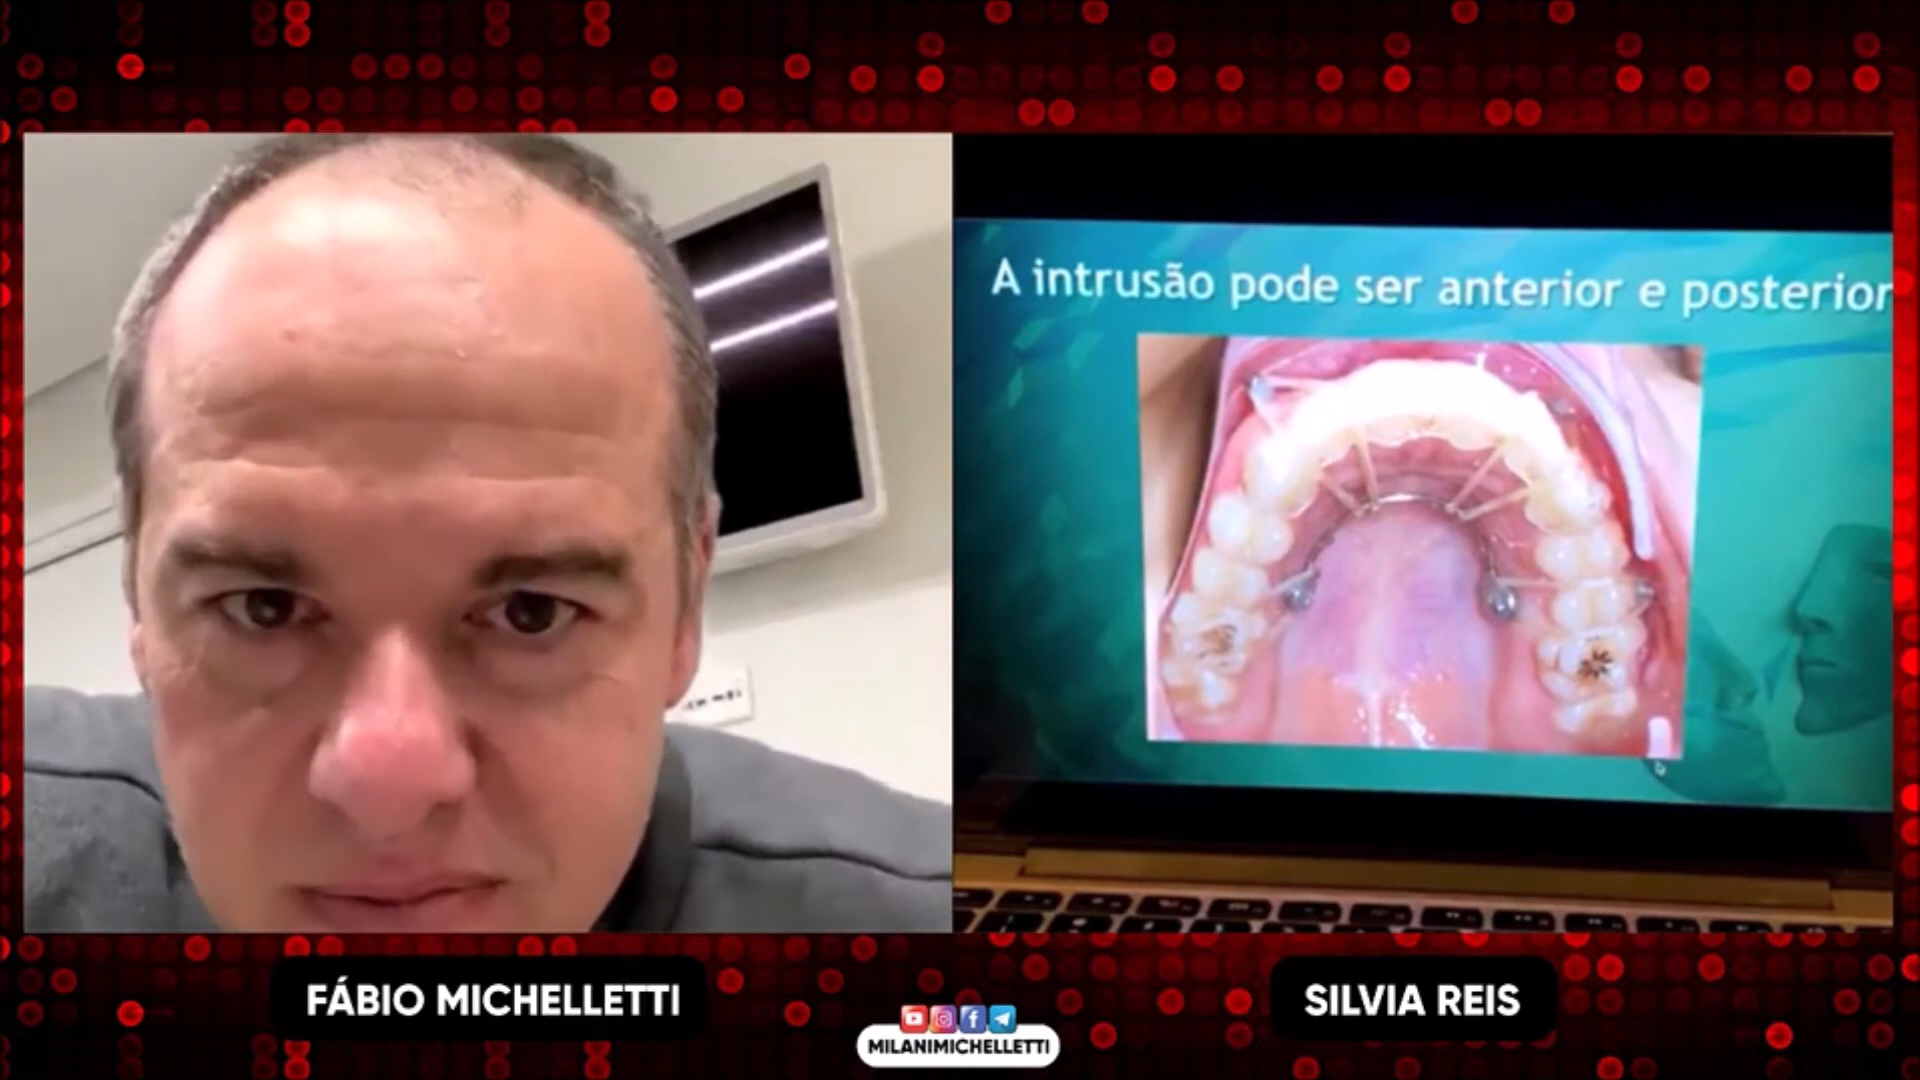 A intrusão pode ser anterior e posterior
FÁBIO MICHELLETTI
SILVIA REIS
MILANIMICHELLETTI